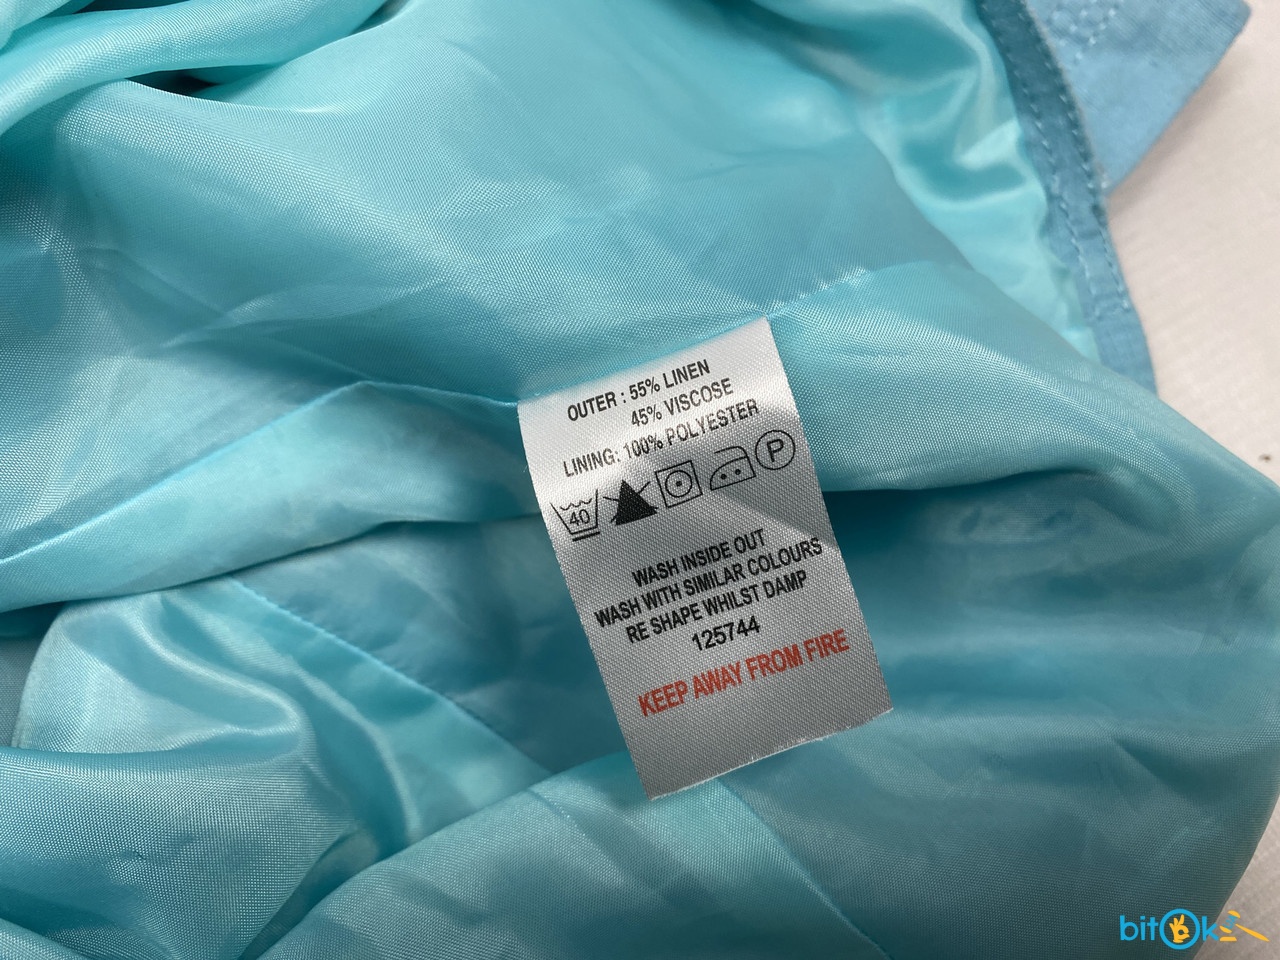 OUTER : 55% LINEN
45% VISCOSE
LINING: 100% POLYESTER
40
P
WASH INSIDE OUT
WASH WITH SIMILAR COLOURS
RE SHAPE WHILST DAMP
125744
KEEP AWAY FROM FIRE
bitOk